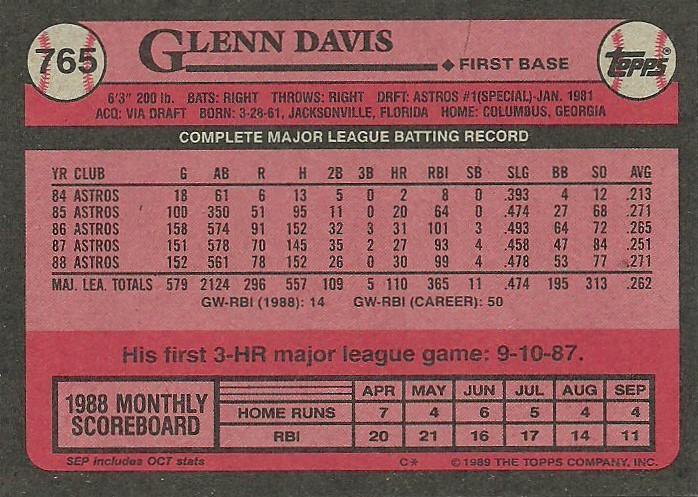 765
GLENN DAVIS
◆ FIRST BASE
Topps
6'3" 200 lb. BATS: RIGHT THROWS: RIGHT DRFT: ASTROS #1(SPECIAL)-JAN. 1981
ACQ: VIA DRAFT BORN: 3-28-61, JACKSONVILLE, FLORIDA HOME: COLUMBUS, GEORGIA
COMPLETE MAJOR LEAGUE BATTING RECORD
YR CLUB G AB R H 2B 3B HR RBI SB SLG BB SO AVG
84 ASTROS 18 61 6 13 5 0 2 8 0 .393 4 12 .213
85 ASTROS 100 350 51 95 11 0 20 64 0 .474 27 68 .271
86 ASTROS 158 574 91 152 32 3 31 101 3 .493 64 72 .265
87 ASTROS 151 578 70 145 35 2 27 93 4 .458 47 84 .251
88 ASTROS 152 561 78 152 26 0 30 99 4 .478 53 77 .271
MAJ. LEA. TOTALS 579 2124 296 557 109 5 110 365 11 .474 195 313 .262
GW-RBI (1988): 14 GW-RBI (CAREER): 50
His first 3-HR major league game: 9-10-87.
1988 MONTHLY SCOREBOARD
APR MAY JUN JUL AUG SEP
HOME RUNS 7 4 6 5 4 4
RBI 20 21 16 17 14 11
SEP includes OCT stats C* © 1989 THE TOPPS COMPANY, INC.